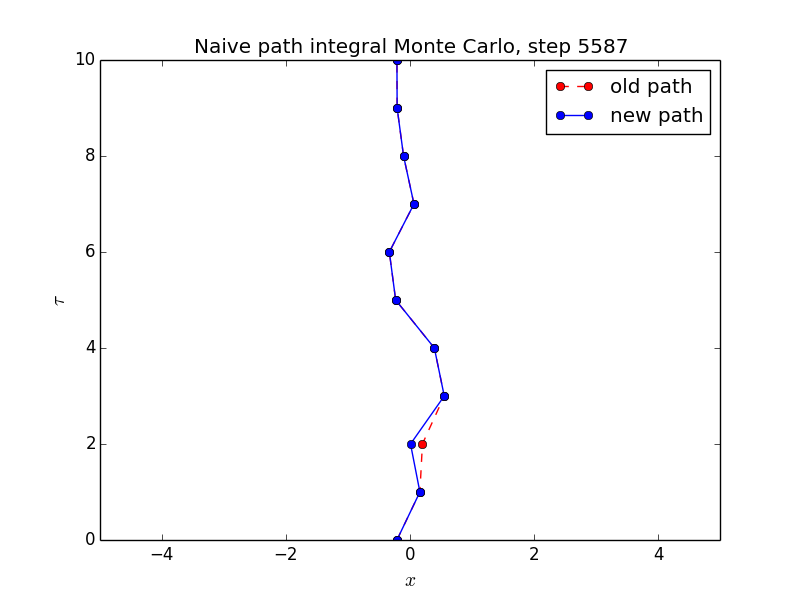 Naive path integral Monte Carlo, step 5587
10
old path
new path
8
6
τ
4
2
0
−4 −2 0 2 4
x